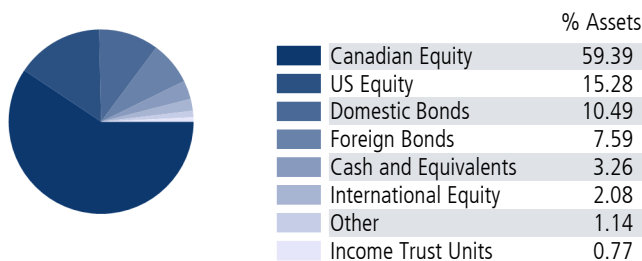 % Assets
Canadian Equity 59.39
US Equity 15.28
Domestic Bonds 10.49
Foreign Bonds 7.59
Cash and Equivalents 3.26
International Equity 2.08
Other 1.14
Income Trust Units 0.77